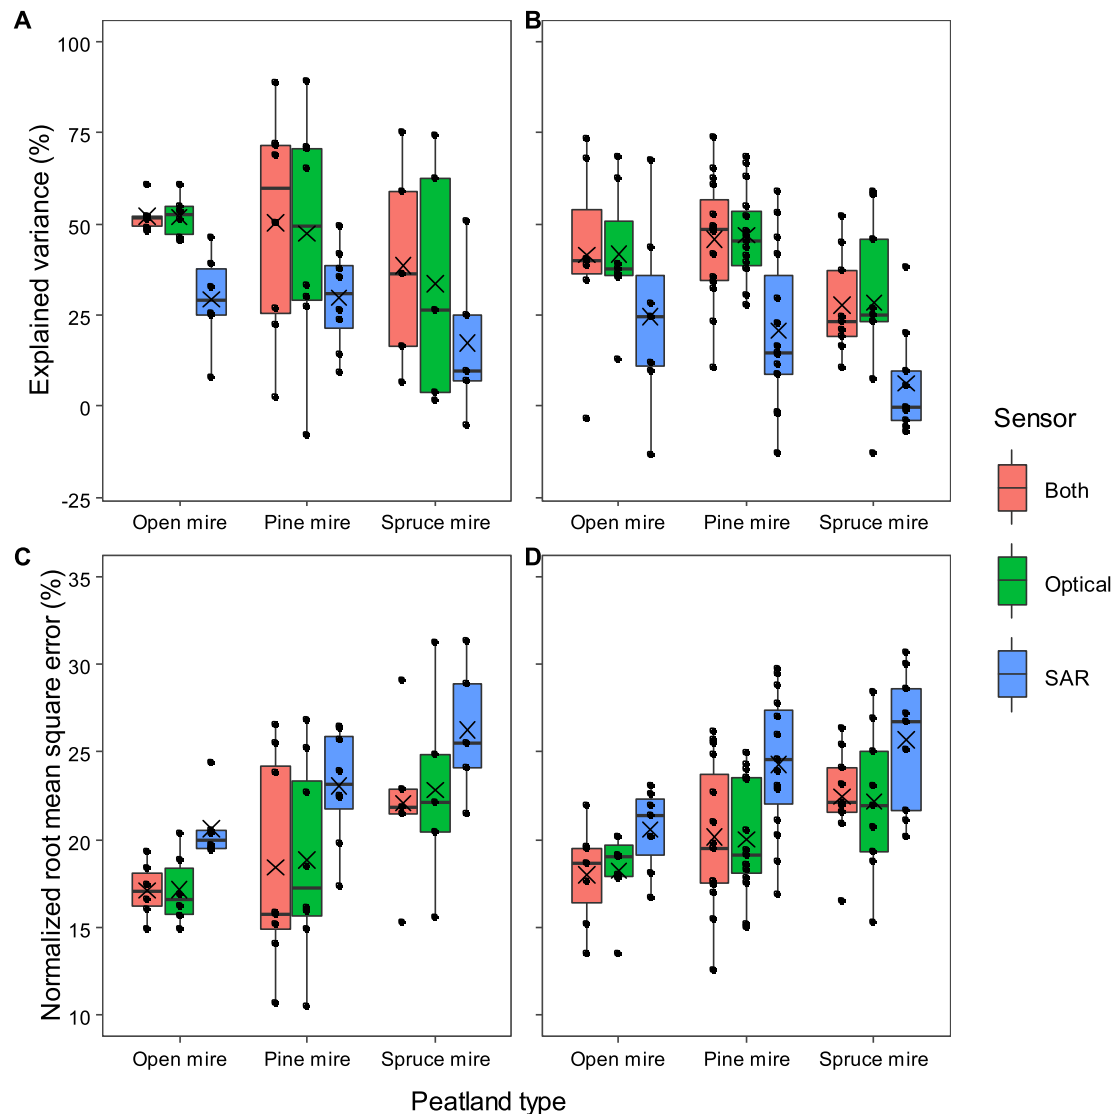 A
B
Explained variance (%)
100
75
50
25
0
-25
Open mire
Pine mire
Spruce mire
Open mire
Pine mire
Spruce mire
Sensor
Both
Optical
SAR
C
D
Normalized root mean square error (%)
35
30
25
20
15
10
Open mire
Pine mire
Spruce mire
Open mire
Pine mire
Spruce mire
Peatland type